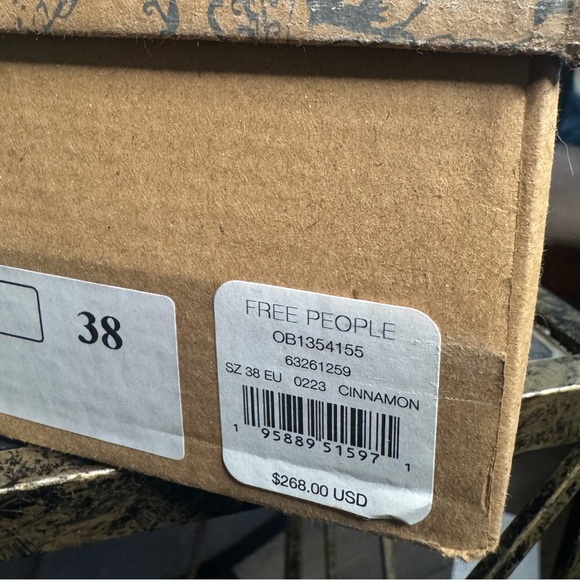 38
FREE PEOPLE
OB1354155
63261259
SZ 38 EU 0223 CINNAMON
1 95889 51597 1
$268.00 USD